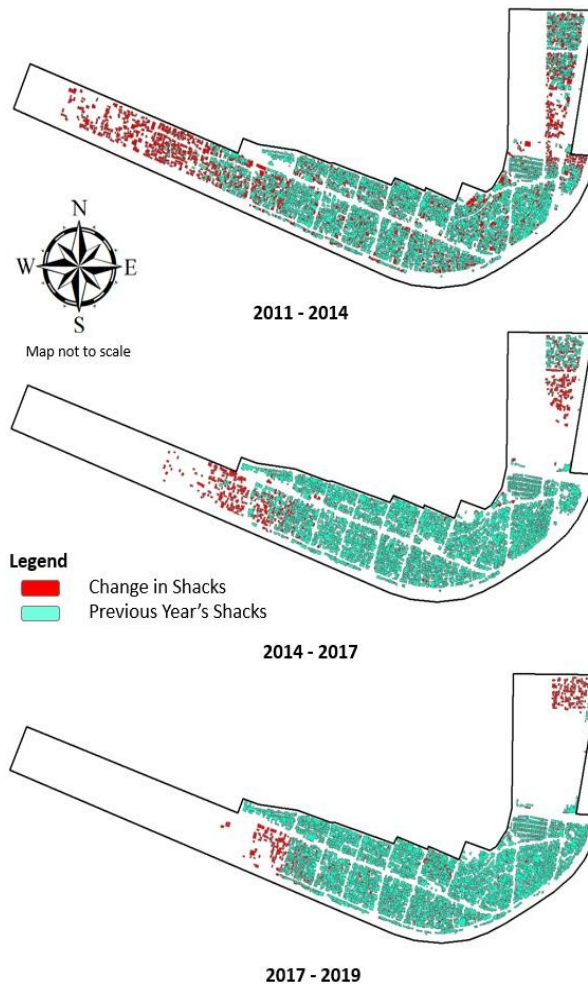 N
W E
S
2011 - 2014
Map not to scale
Legend
Change in Shacks
Previous Year's Shacks
2014 - 2017
2017 - 2019